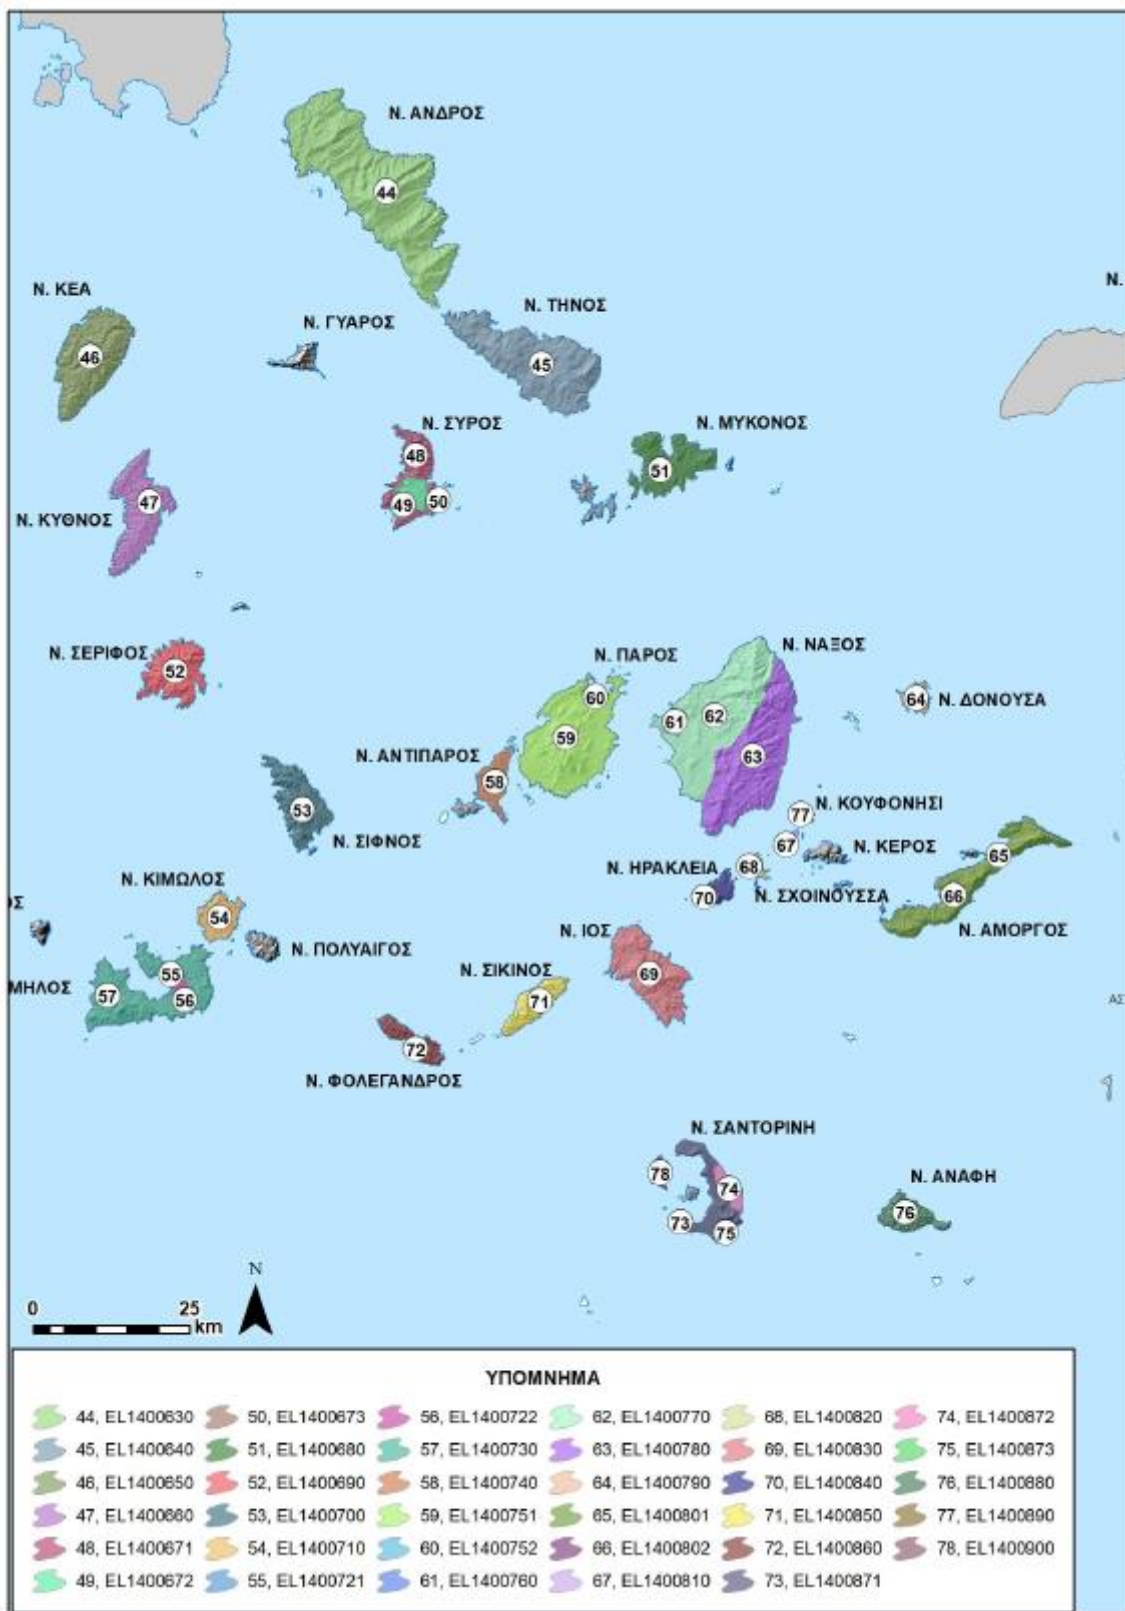 Ν. ΑΝΔΡΟΣ
44
Ν. ΚΕΑ
Ν. ΤΗΝΟΣ
Ν.
Ν. ΓΥΑΡΟΣ
46
45
Ν. ΣΥΡΟΣ
Ν. ΜΥΚΟΝΟΣ
48
51
47
49
50
Ν. ΚΥΘΝΟΣ
Ν. ΣΕΡΙΦΟΣ
52
Ν. ΠΑΡΟΣ
Ν. ΝΑΞΟΣ
60
64
Ν. ΔΟΝΟΥΣΑ
61
62
59
Ν. ΑΝΤΙΠΑΡΟΣ
63
58
53
Ν. ΣΙΦΝΟΣ
Ν. ΚΟΥΦΟΝΗΣΙ
77
67
Ν. ΚΕΡΟΣ
65
Ν. ΗΡΑΚΛΕΙΑ
68
Ν. ΚΙΜΩΛΟΣ
70
Ν. ΣΧΟΙΝΟΥΣΣΑ
66
ΟΣ
54
Ν. ΙΟΣ
Ν. ΑΜΟΡΓΟΣ
Ν. ΠΟΛΥΑΙΓΟΣ
55
Ν. ΣΙΚΙΝΟΣ
69
ΜΗΛΟΣ
57
56
71
ΑΣ
72
Ν. ΦΟΛΕΓΑΝΔΡΟΣ
Ν. ΣΑΝΤΟΡΙΝΗ
78
74
Ν. ΑΝΑΦΗ
73
75
76
N
0 25
km
ΥΠΟΜΝΗΜΑ
44, EL1400630 50, EL1400673 56, EL1400722 62, EL1400770 68, EL1400820 74, EL1400872
45, EL1400640 51, EL1400680 57, EL1400730 63, EL1400780 69, EL1400830 75, EL1400873
46, EL1400650 52, EL1400690 58, EL1400740 64, EL1400790 70, EL1400840 76, EL1400880
47, EL1400660 53, EL1400700 59, EL1400751 65, EL1400801 71, EL1400850 77, EL1400890
48, EL1400671 54, EL1400710 60, EL1400752 66, EL1400802 72, EL1400860 78, EL1400900
49, EL1400672 55, EL1400721 61, EL1400760 67, EL1400810 73, EL1400871